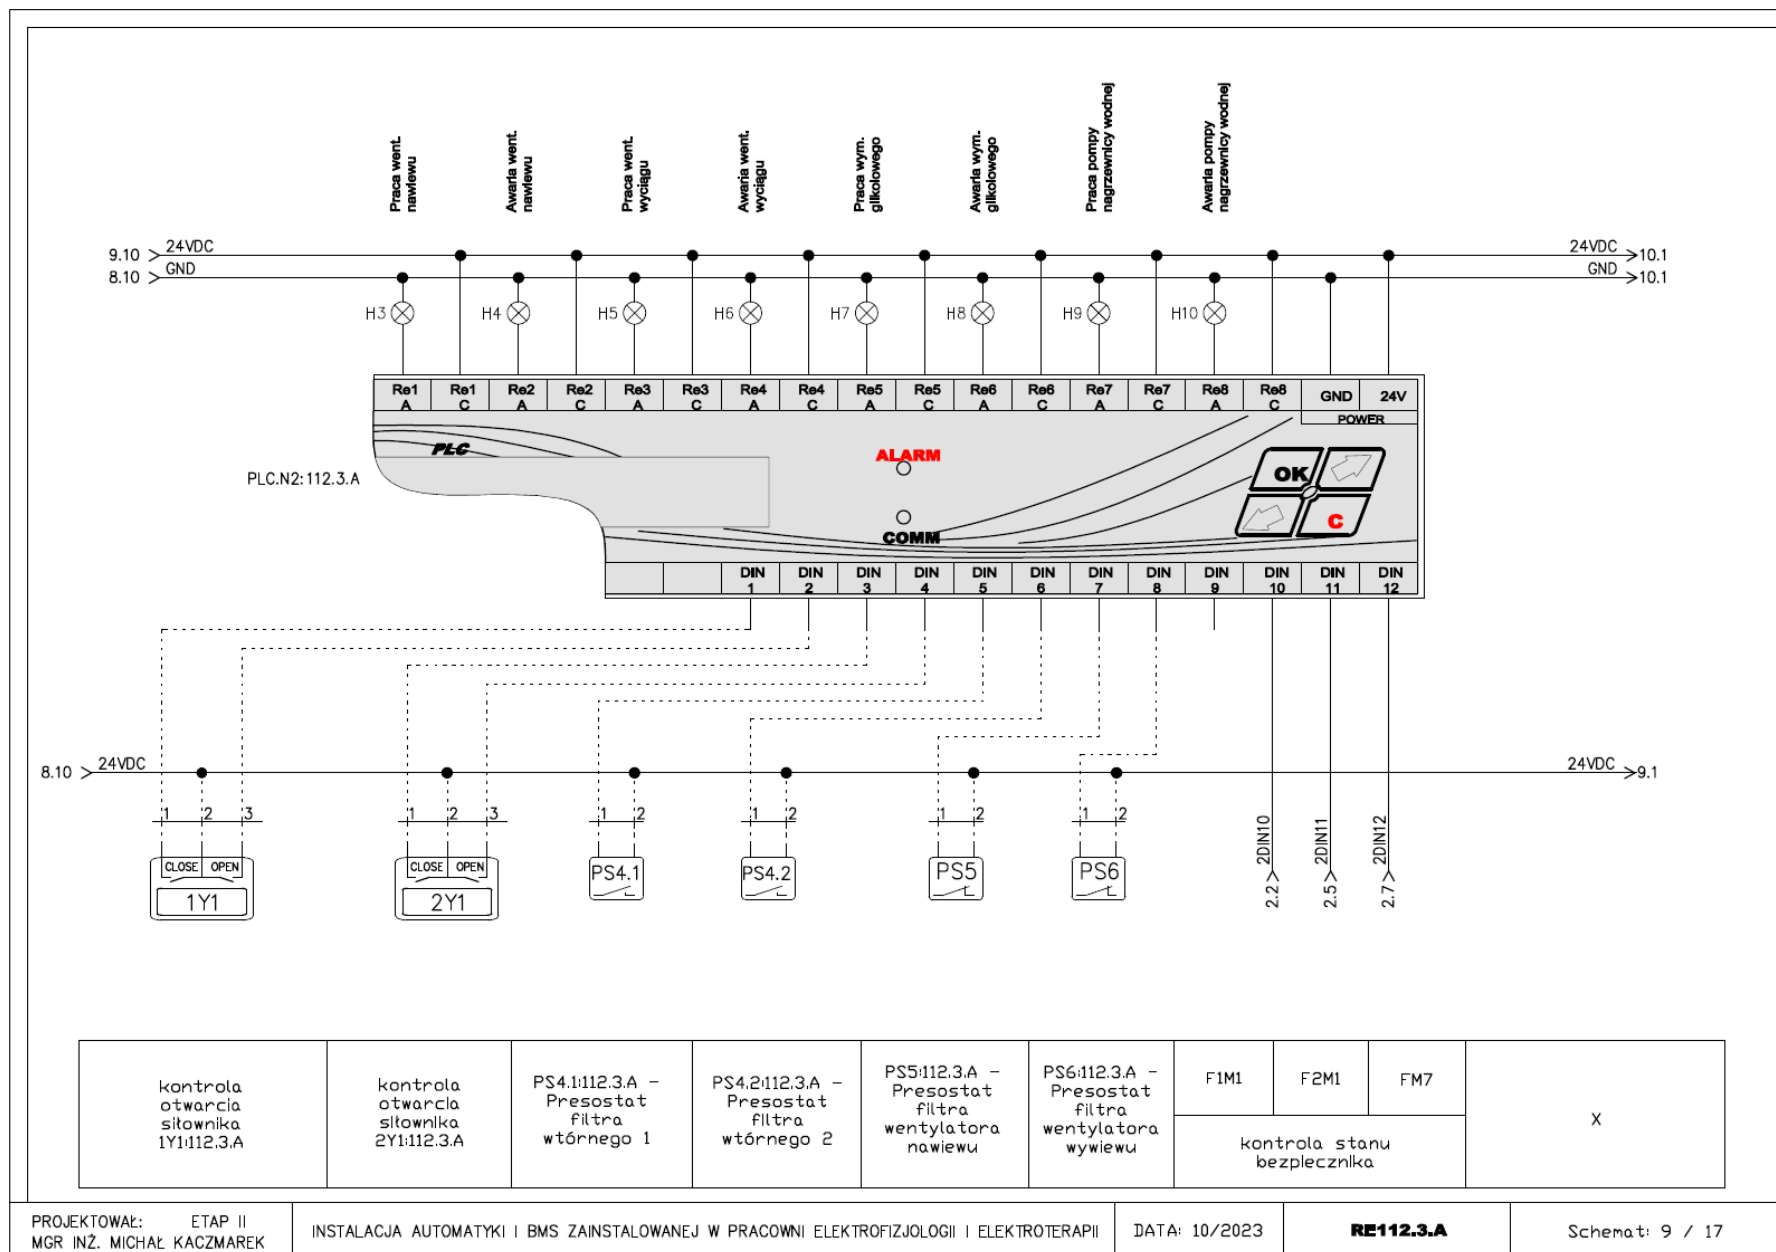 Praca went.
nawiewu
Awaria went.
nawiewu
Praca went.
wyciągu
Awaria went.
wyciągu
Praca wym.
glikolowego
Awaria wym.
glikolowego
Praca pompy
nagrzewnicy wodnej
Awaria pompy
nagrzewnicy wodnej
9.10 24VDC 24VDC 10.1
8.10 GND GND 10.1
H3 H4 H5 H6 H7 H8 H9 H10
Re1 Re1 Re2 Re2 Re3 Re3 Re4 Re4 Re5 Re5 Re6 Re6 Re7 Re7 Re8 Re8 GND 24V
A C A C A C A C A C A C A C A C
POWER
PLC
ALARM
PLC.N2:112.3.A
OK
C
COMM
DIN DIN DIN DIN DIN DIN DIN DIN DIN DIN DIN DIN
1 2 3 4 5 6 7 8 9 10 11 12
8.10 24VDC 24VDC 9.1
1 2 3 1 2 3 1 2 1 2 1 2 1 2
2DIN10 2DIN11 2DIN12
2.2 2.5 2.7
CLOSE OPEN CLOSE OPEN
PS4.1 PS4.2 PS5 PS6
1Y1 2Y1
kontrola
otwarcia
siłownika
1Y1:112.3.A
kontrola
otwarcia
siłownika
2Y1:112.3.A
PS4.1:112.3.A –
Presostat
filtra
wtórnego 1
PS4.2:112.3.A –
Presostat
filtra
wtórnego 2
PS5:112.3.A –
Presostat
filtra
wentylatora
nawiewu
PS6:112.3.A –
Presostat
filtra
wentylatora
wywiewu
F1M1 F2M1 FM7
kontrola stanu
bezpiecznika
X
PROJEKTOWAŁ: ETAP II
MGR INŻ. MICHAŁ KACZMAREK
INSTALACJA AUTOMATYKI I BMS ZAINSTALOWANEJ W PRACOWNI ELEKTROFIZJOLOGII I ELEKTROTERAPII
DATA: 10/2023
RE112.3.A
Schemat: 9 / 17